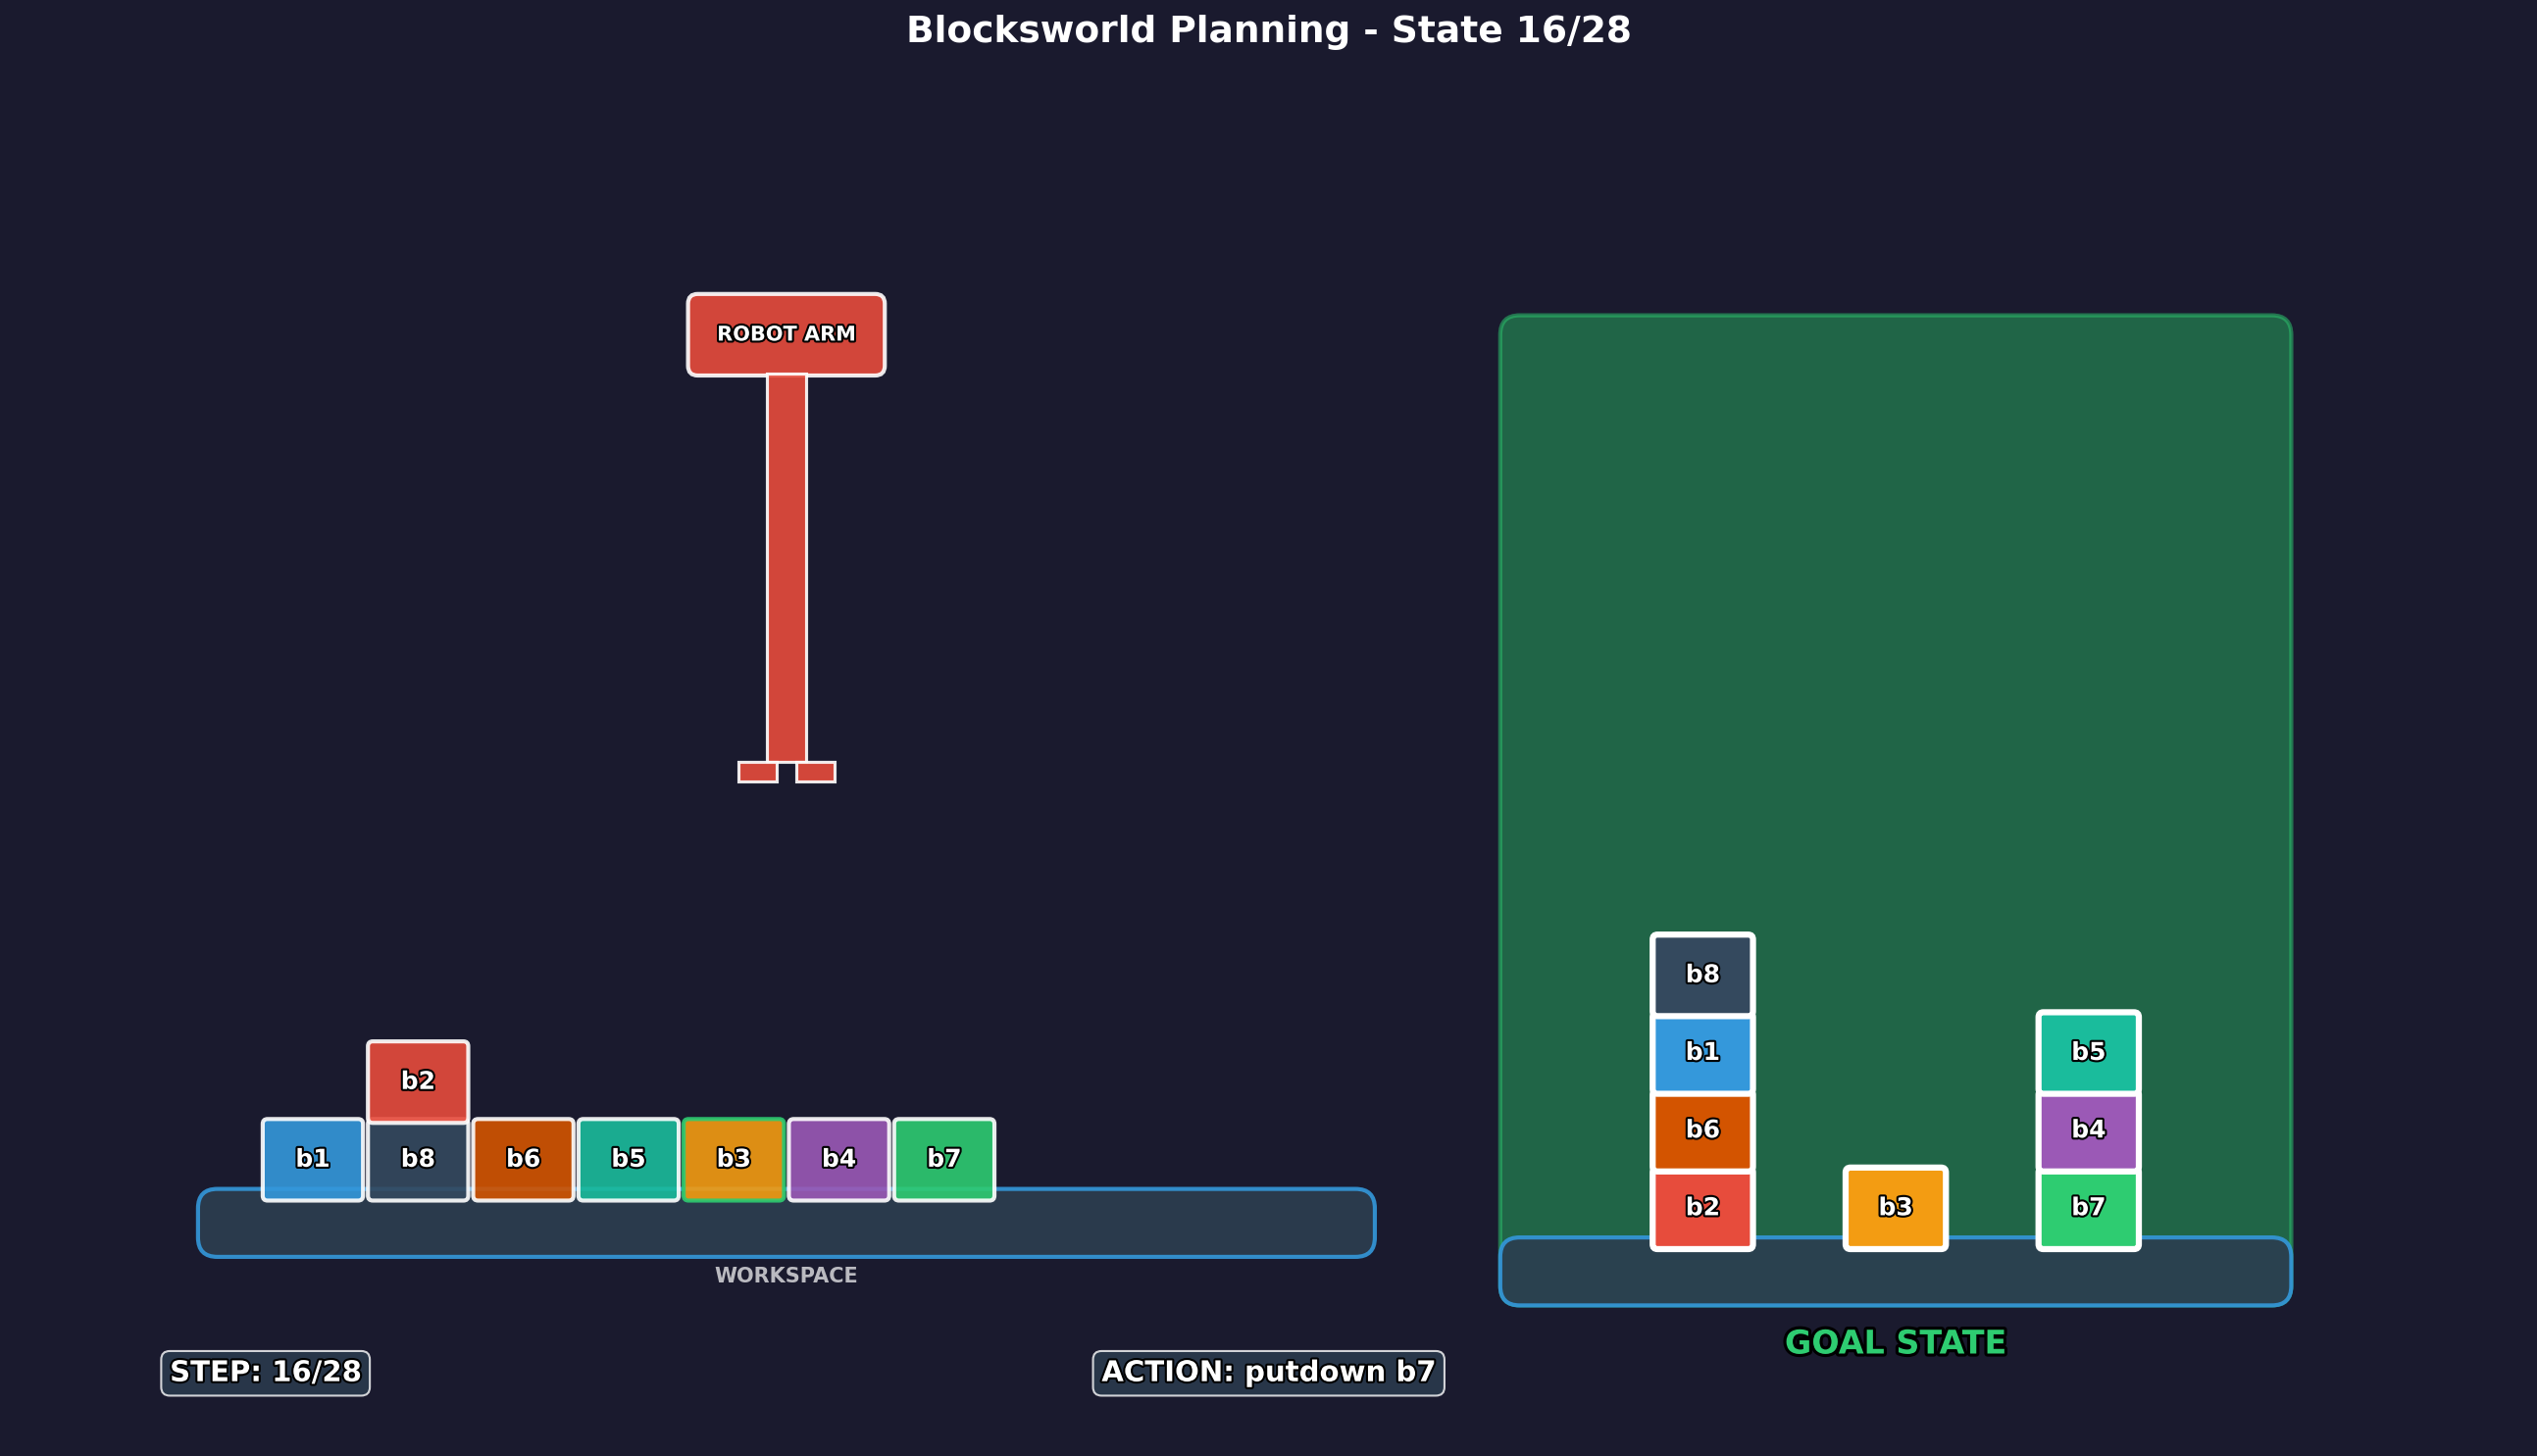 Blocksworld Planning - State 16/28
ROBOT ARM
b2
b1 b8 b6 b5 b3 b4 b7
WORKSPACE
b8
b1 b5
b6 b4
b2 b3 b7
GOAL STATE
STEP: 16/28
ACTION: putdown b7